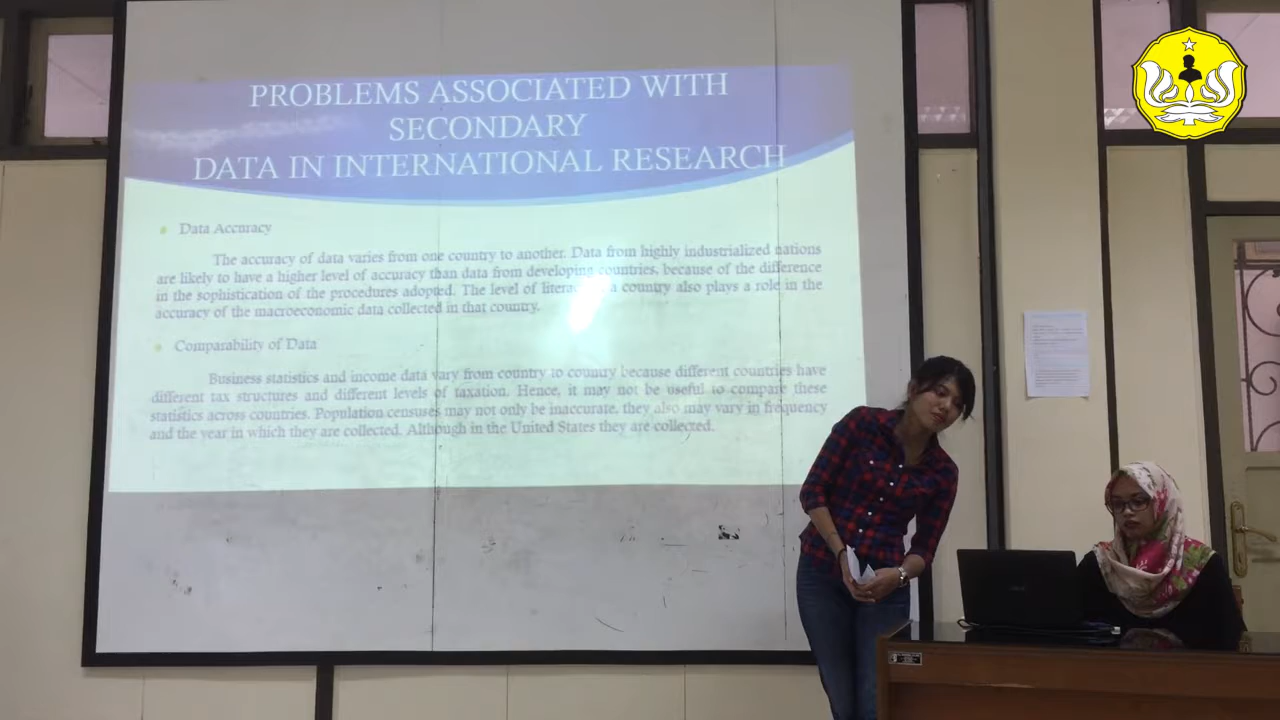 PROBLEMS ASSOCIATED WITH
SECONDARY
DATA IN INTERNATIONAL RESEARCH
Data Accuracy
The accuracy of data varies from one country to another. Data from highly industrialized nations
are likely to have a higher level of accuracy than data from developing countries, because of the difference
in the sophistication of the procedures adopted. The level of a country also plays a role in the
accuracy of the macroeconomic data collected in that country.
Comparability of Data
Business statistics and income data vary from country to country because different countries have
different tax structures and different levels of taxation. Hence, it may not be useful to compare these
statistics across countries. Population censuses may not only be inaccurate, they also may vary in frequency
and the year in which they are collected. Although in the United States they are collected.